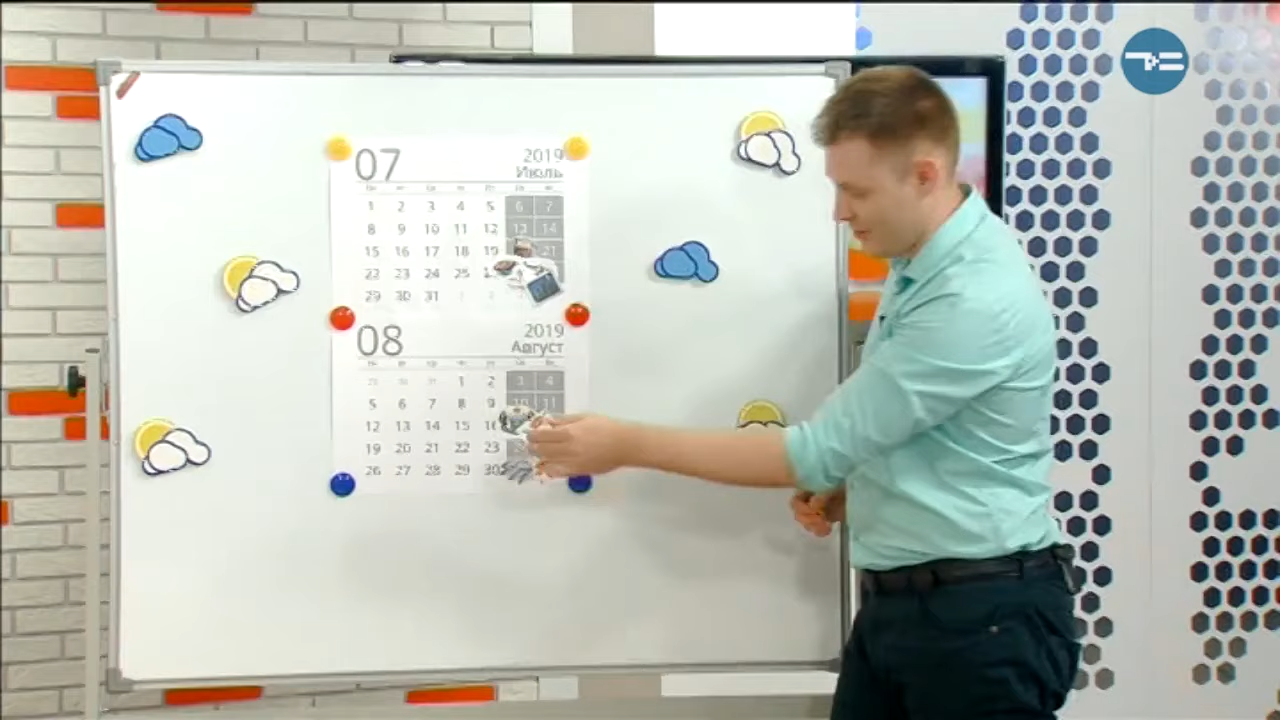 07
2019
Июль
1 2 3 4 5 6 7
8 9 10 11 12 13 14
15 16 17 18 19 21
22 23 24 25
29 30 31
08
2019
Август
1 2 3 4
5 6 7 8 9 10 11
12 13 14 15 16
19 20 21 22 23
26 27 28 29 30